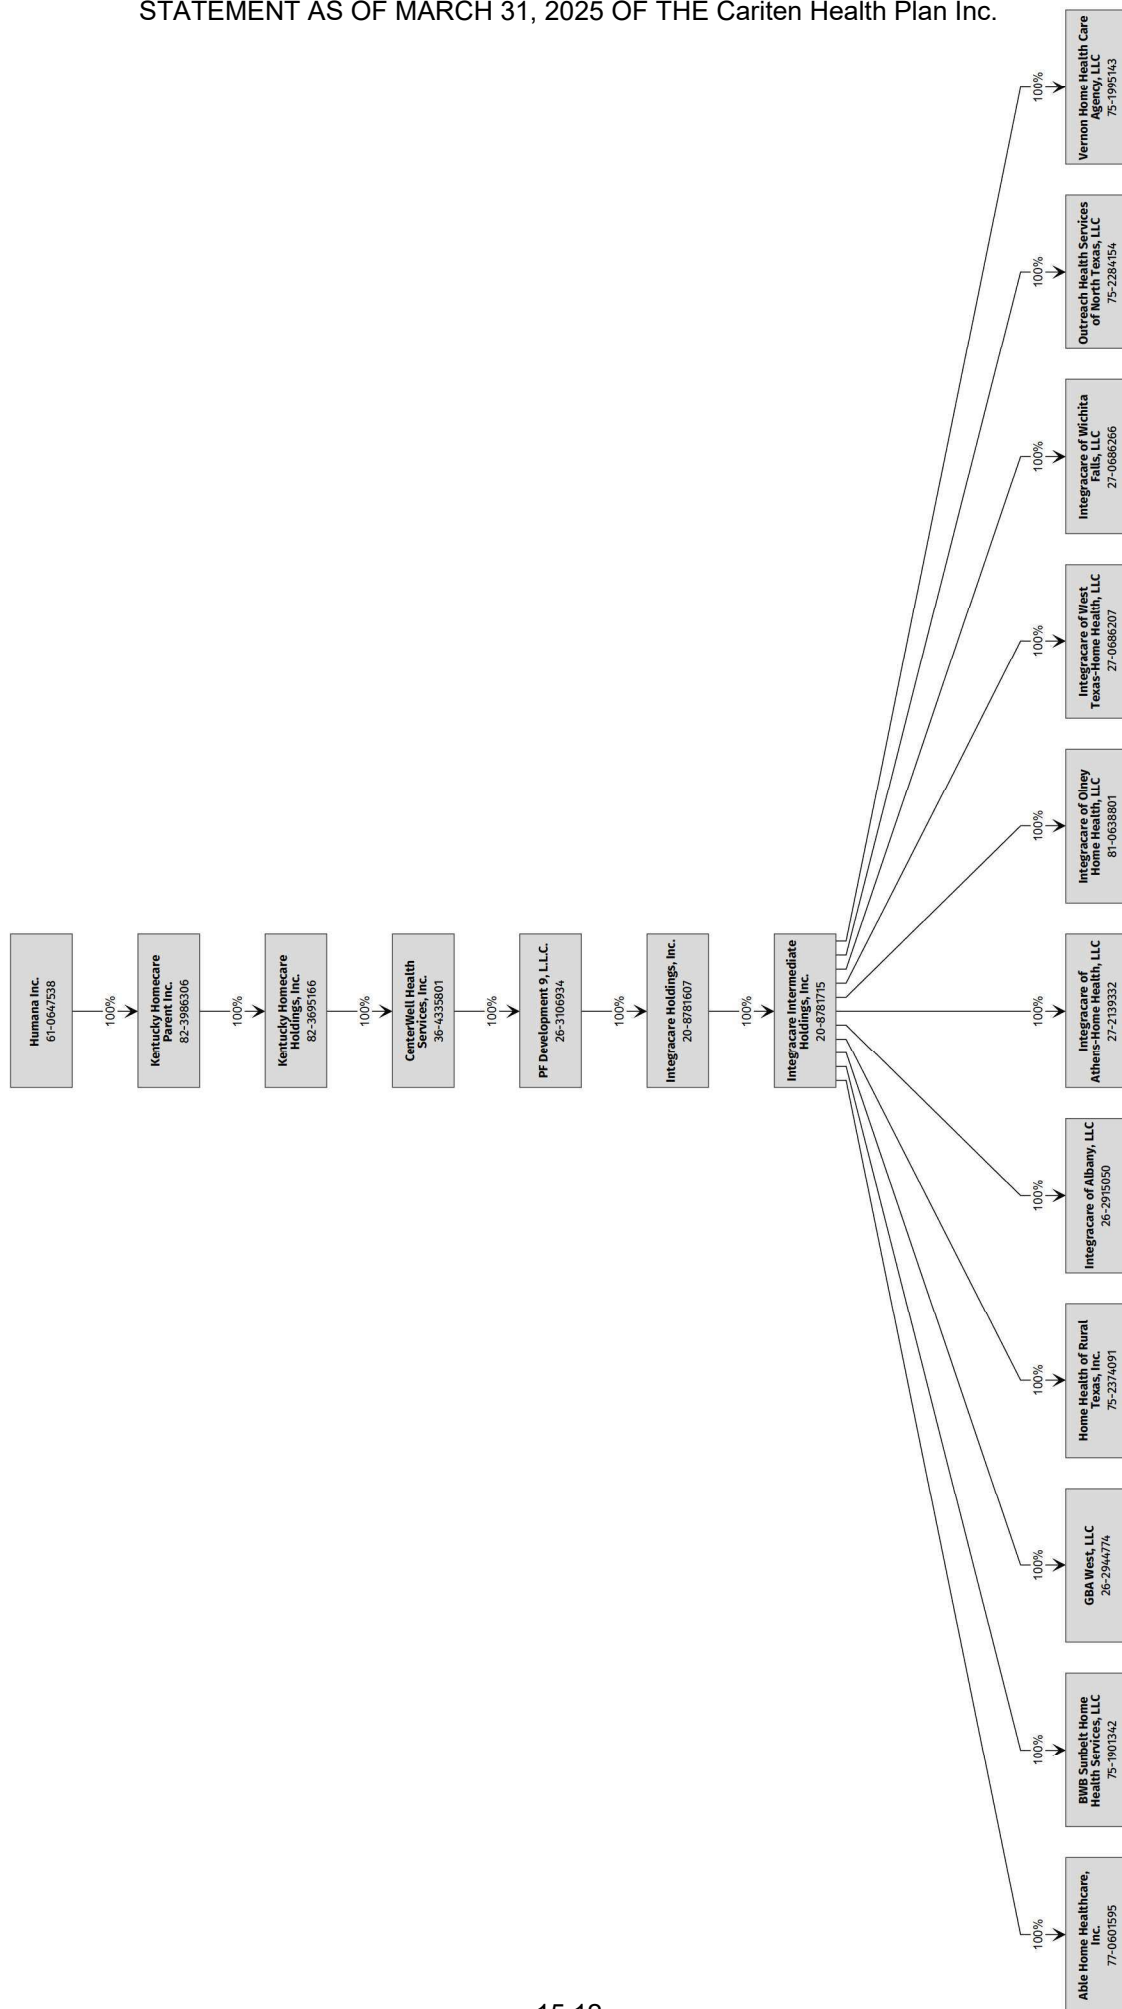 STATEMENT AS OF MARCH 31, 2025 OF THE Cariten Health Plan Inc.
Humana Inc.
61-0647538
100%
Kentucky Homecare
Parent Inc.
82-3986306
100%
Kentucky Homecare
Holdings, Inc.
82-3695166
100%
CenterWell Health
Services, Inc.
36-4335801
100%
PF Development 9, L.L.C.
26-3106934
100%
Integracare Holdings, Inc.
20-8781607
100%
Integracare Intermediate
Holdings, Inc.
20-8781715
100%
Able Home Healthcare,
Inc.
77-0601595
100%
BWB Sunbelt Home
Health Services, LLC
75-1901342
100%
GBA West, LLC
26-2944774
100%
Home Health of Rural
Texas, Inc.
75-2374091
100%
Integracare of Albany, LLC
26-2915050
100%
Integracare of
Athens-Home Health, LLC
27-2139332
100%
Integracare of Olney
Home Health, LLC
81-0638801
100%
Integracare of West
Texas-Home Health, LLC
27-0686207
100%
Integracare of Wichita
Falls, LLC
27-0686266
100%
Outreach Health Services
of North Texas, LLC
75-2284154
100%
Vernon Home Health Care
Agency, LLC
75-1995143